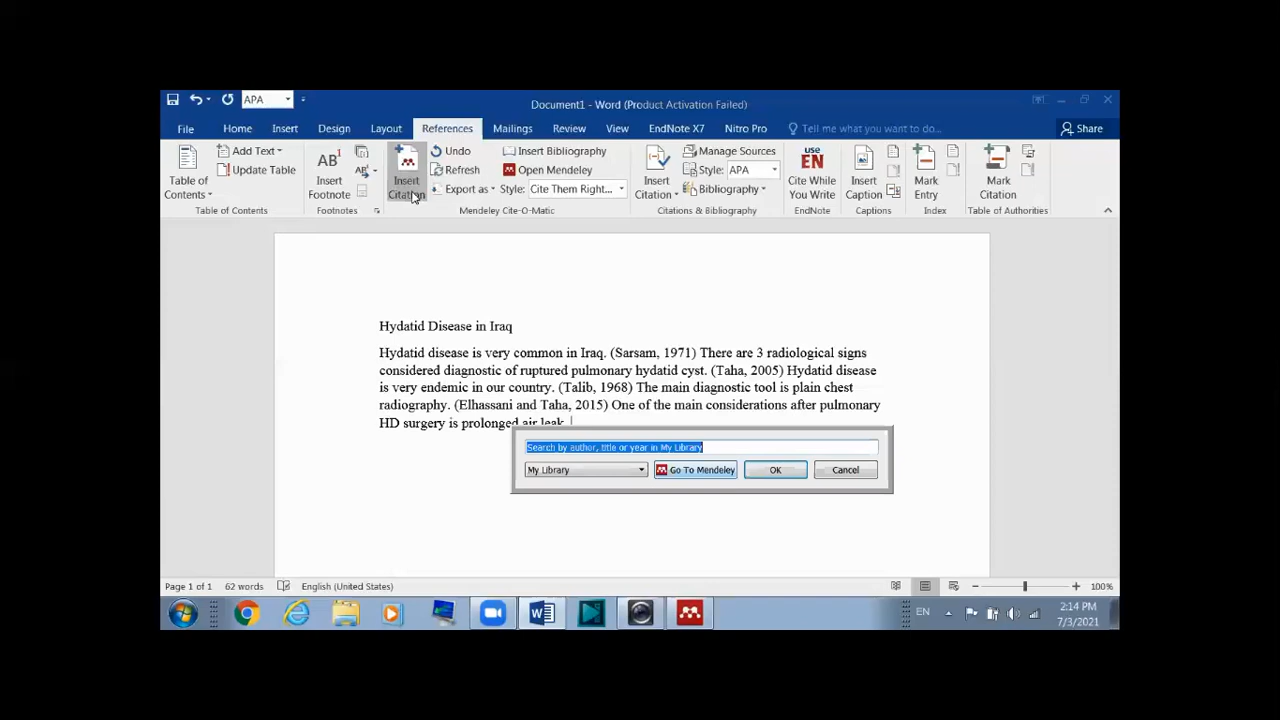 APA
Document1 - Word (Product Activation Failed)
File Home Insert Design Layout References Mailings Review View EndNote X7 Nitro Pro Tell me what you want to do... Share
Table of Contents
Add Text
Update Table
Table of Contents
AB1
Insert Footnote
AB
Footnotes
Insert Citation
Undo
Refresh
Export as
Insert Bibliography
Open Mendeley
Style: Cite Them Right...
Mendeley Cite-O-Matic
Insert Citation
Manage Sources
Style: APA
Bibliography
Citations & Bibliography
USE
EN
Cite While You Write
EndNote
Insert Caption
Captions
Mark Entry
Index
Mark Citation
Table of Authorities
Hydatid Disease in Iraq
Hydatid disease is very common in Iraq. (Sarsam, 1971) There are 3 radiological signs
considered diagnostic of ruptured pulmonary hydatid cyst. (Taha, 2005) Hydatid disease
is very endemic in our country. (Talib, 1968) The main diagnostic tool is plain chest
radiography. (Elhassani and Taha, 2015) One of the main considerations after pulmonary
HD surgery is prolonged air leak.
Search by author, title or year in My Library
My Library Go To Mendeley OK Cancel
Page 1 of 1 62 words English (United States) 100%
W
EN
2:14 PM
7/3/2021